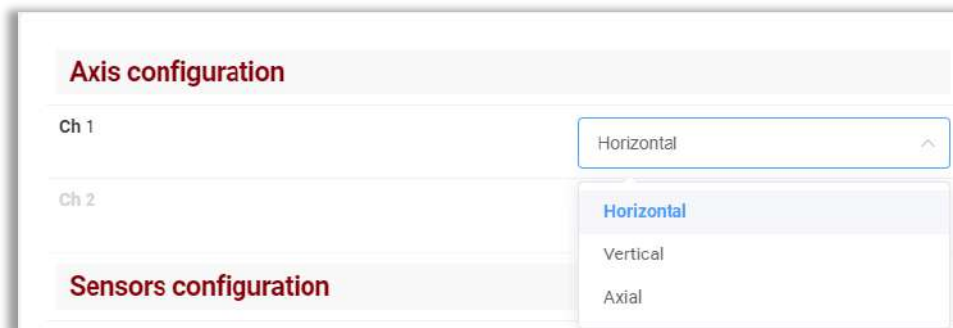 Axis configuration
Ch 1
Horizontal
Ch 2
Horizontal
Vertical
Sensors configuration
Axial